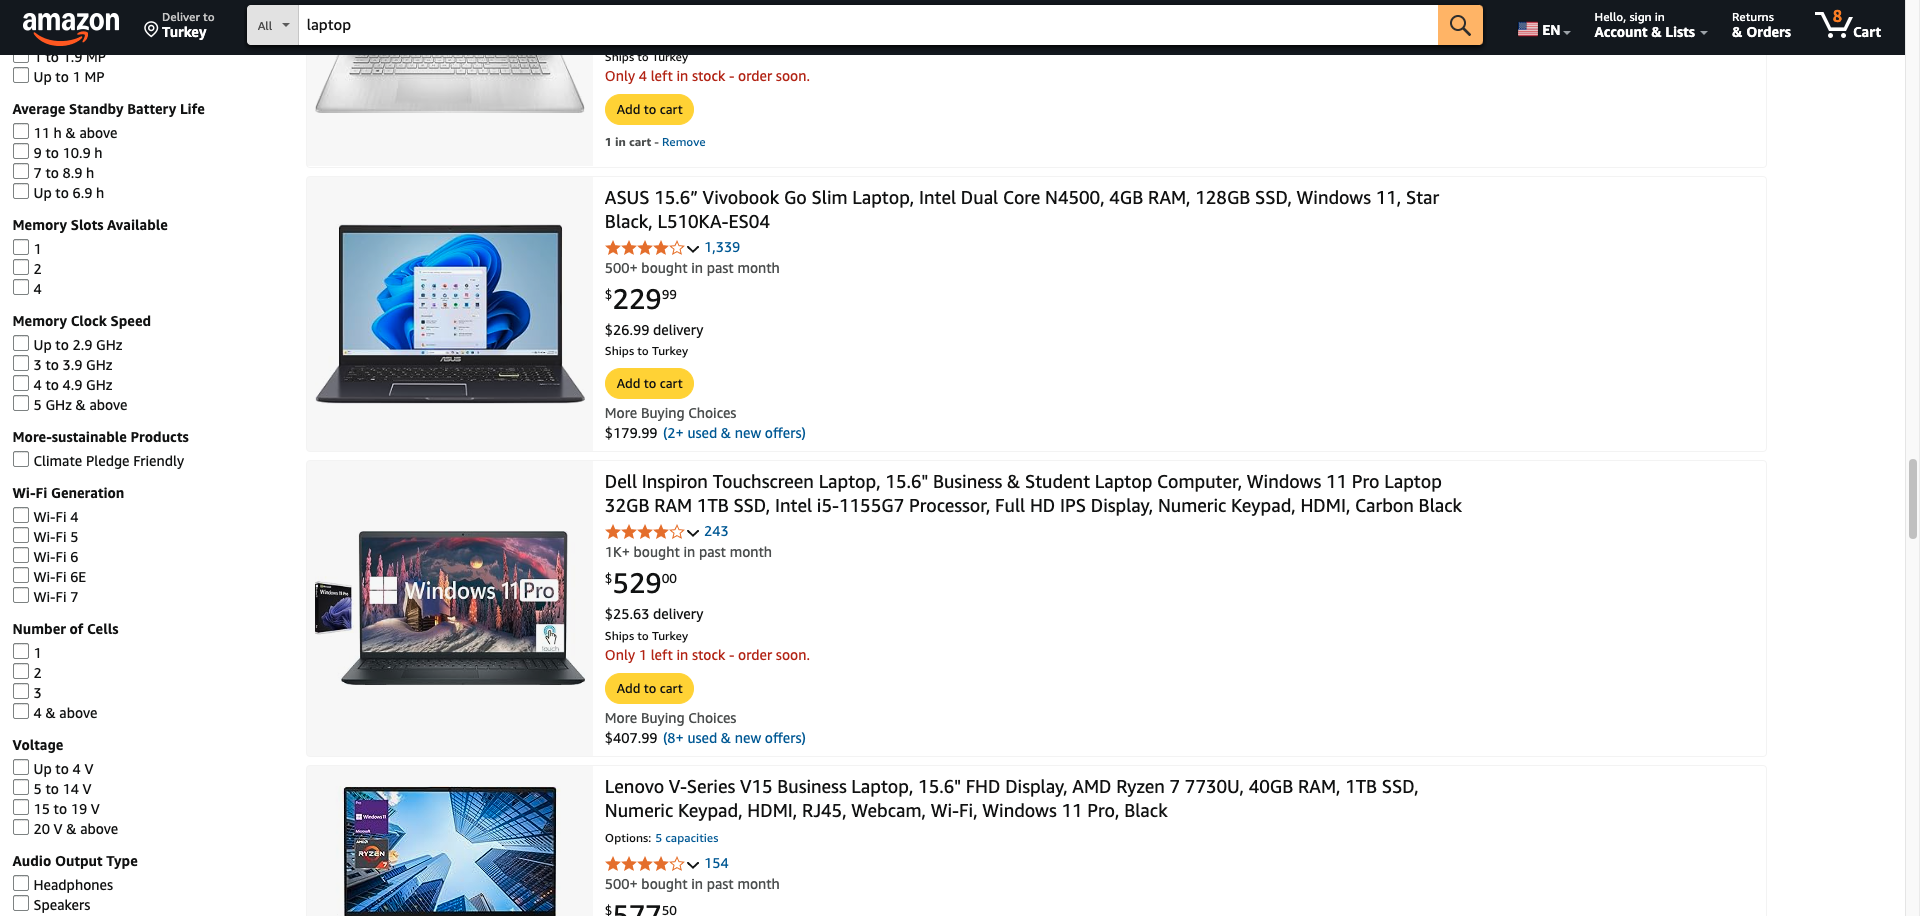 amazon
Deliver to
Turkey
All
laptop
EN
Hello, sign in
Account & Lists
Returns
& Orders
8
Cart
1 to 1.9 MP
Up to 1 MP
Average Standby Battery Life
11 h & above
9 to 10.9 h
7 to 8.9 h
Up to 6.9 h
Memory Slots Available
1
2
4
Memory Clock Speed
Up to 2.9 GHz
3 to 3.9 GHz
4 to 4.9 GHz
5 GHz & above
More-sustainable Products
Climate Pledge Friendly
Wi-Fi Generation
Wi-Fi 4
Wi-Fi 5
Wi-Fi 6
Wi-Fi 6E
Wi-Fi 7
Number of Cells
1
2
3
4 & above
Voltage
Up to 4 V
5 to 14 V
15 to 19 V
20 V & above
Audio Output Type
Headphones
Speakers
Ships to Turkey
Only 4 left in stock - order soon.
Add to cart
1 in cart - Remove
ASUS
ASUS 15.6” Vivobook Go Slim Laptop, Intel Dual Core N4500, 4GB RAM, 128GB SSD, Windows 11, Star
Black, L510KA-ES04
1,339
500+ bought in past month
$229.99
$26.99 delivery
Ships to Turkey
Add to cart
More Buying Choices
$179.99 (2+ used & new offers)
Windows 11 Pro
Windows 11 Pro
touch
Dell Inspiron Touchscreen Laptop, 15.6" Business & Student Laptop Computer, Windows 11 Pro Laptop
32GB RAM 1TB SSD, Intel i5-1155G7 Processor, Full HD IPS Display, Numeric Keypad, HDMI, Carbon Black
243
1K+ bought in past month
$529.00
$25.63 delivery
Ships to Turkey
Only 1 left in stock - order soon.
Add to cart
More Buying Choices
$407.99 (8+ used & new offers)
Pro
Windows 11
Microsoft
AMD
RYZEN
7
Lenovo V-Series V15 Business Laptop, 15.6" FHD Display, AMD Ryzen 7 7730U, 40GB RAM, 1TB SSD,
Numeric Keypad, HDMI, RJ45, Webcam, Wi-Fi, Windows 11 Pro, Black
Options: 5 capacities
154
500+ bought in past month
$577.50